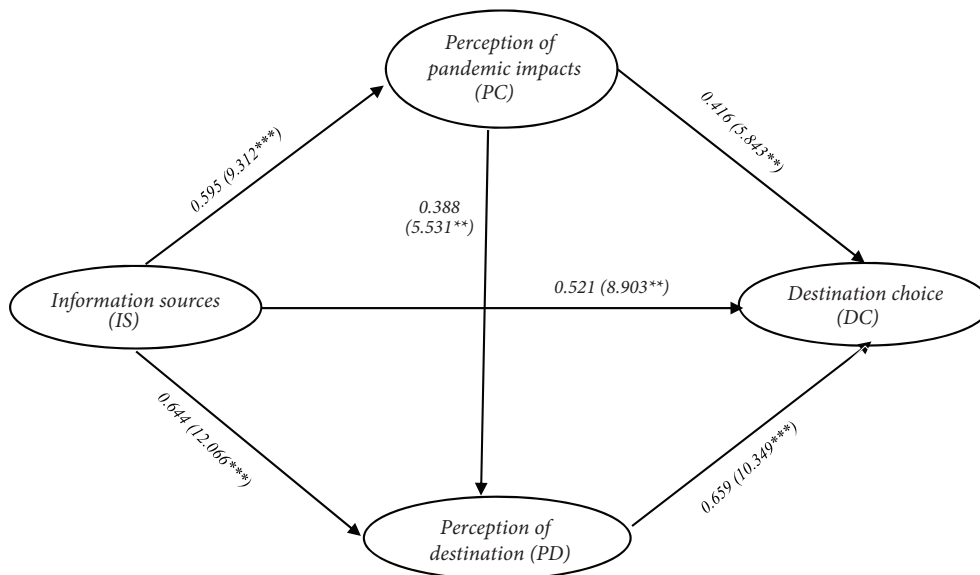 Perception of
pandemic impacts
(PC)
0.595 (9.312***)
0.416 (5.843**)
0.388
(5.531**)
Information sources
(IS)
0.521 (8.903**)
Destination choice
(DC)
0.644 (12.066***)
0.659 (10.349***)
Perception of
destination (PD)